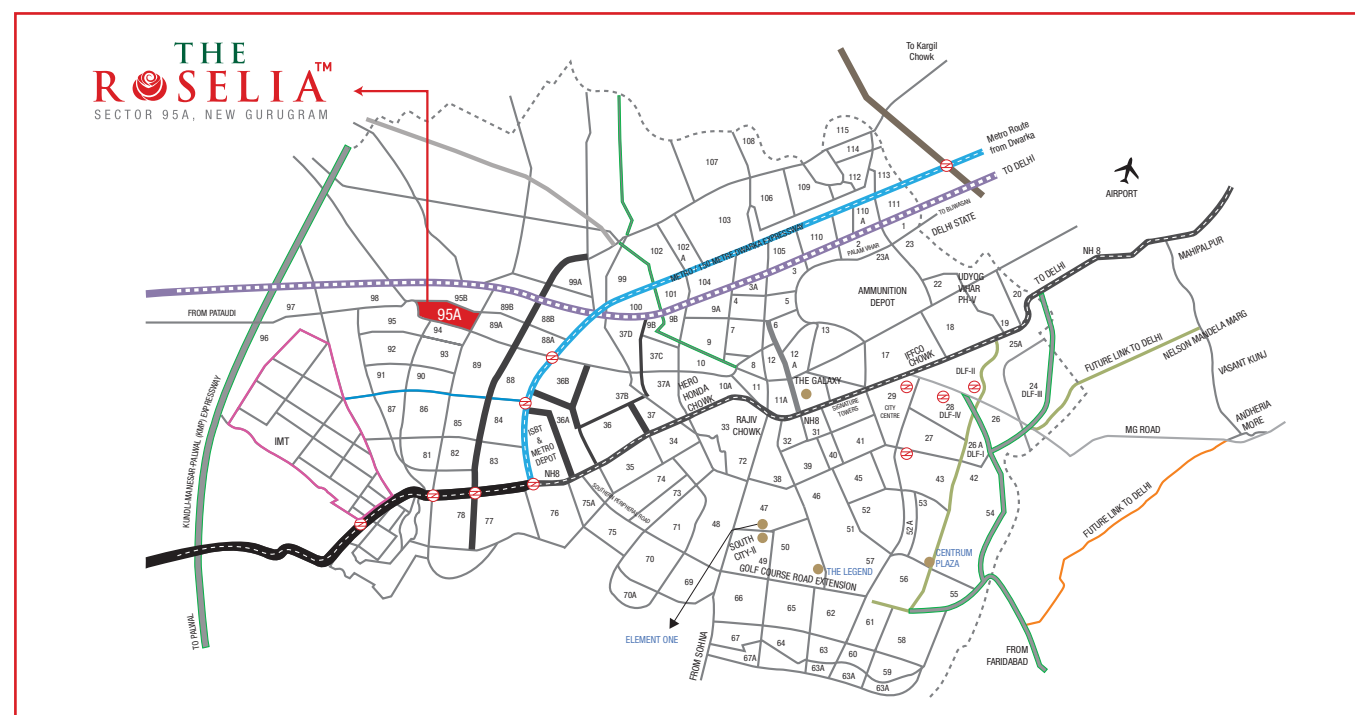 THE
ROSELIA™
SECTOR 95A, NEW GURUGRAM
To Kargil
Chowk
Metro Route
from Dwarka
TO DELHI
AIRPORT
115
114
108
107
112
113
109
106
110
A
111
TO BIJWASAN
DELHI STATE
1
103
110
2
PALAM VIHAR
23
23A
METRO / 150 METRE DWARKA EXPRESSWAY
102
102
A
105
3
99
99A
101
104
3A
100
4
5
9A
9B
9B
AMMUNITION
DEPOT
22
UDYOG
VIHAR
PH-V
20
TO DELHI
NH 8
MAHIPALPUR
97
98
95B
95A
89B
88B
FROM PATAUDI
95
94
89A
88A
37D
96
92
93
91
90
89
88
36B
37C
9
7
6
13
10
8
12
12
A
17
18
19
IFFCO
CHOWK
25A
FUTURE LINK TO DELHI
NELSON MANDELA MARG
VASANT KUNJ
ANDHERIA
MORE
KUNDLI-MANESAR-PALWAL (KMP) EXPRESSWAY
IMT
87
86
85
84
81
82
83
36A
36
37B
37A
37
HERO
HONDA
CHOWK
10A
11
11A
THE GALAXY
DLF-II
24
DLF-III
29
CITY
CENTRE
28
DLF-IV
26
MG ROAD
ISBT
&
METRO
DEPOT
NH8
RAJIV
CHOWK
NH8
31
SIGNATURE
TOWERS
33
34
32
41
40
39
27
26 A
DLF-I
35
72
38
45
46
43
42
74
73
SOUTHERN PERIPHERAL ROAD
75A
76
77
78
75
71
70
70A
69
48
47
SOUTH
CITY-II
49
50
51
52
52 A
53
54
57
56
55
CENTRUM
PLAZA
THE LEGEND
GOLF COURSE ROAD EXTENSION
FUTURE LINK TO DELHI
ELEMENT ONE
66
65
62
61
58
67
67A
64
63
60
59
63A
63A
63A
FROM SOHNA
FROM
FARIDABAD
TO PALWAL